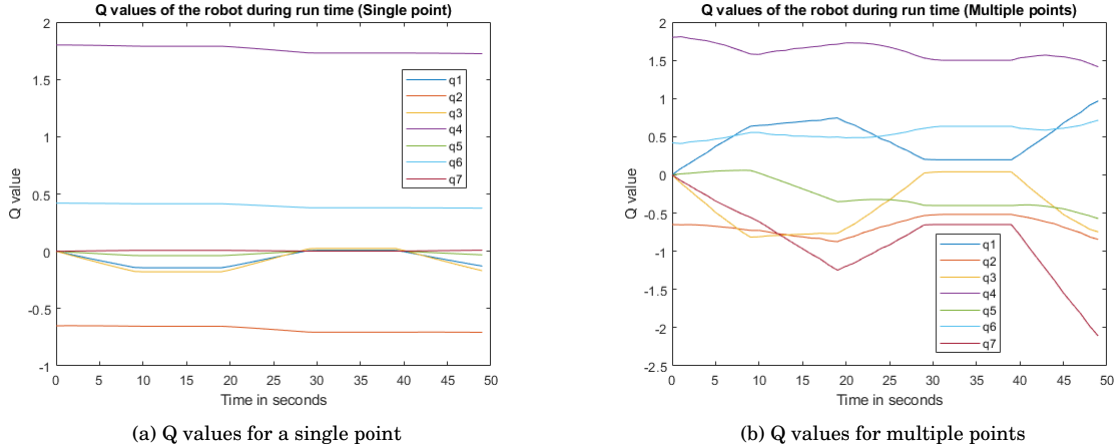 Q values of the robot during run time (Single point)
2
1.5
1
0.5
0
-0.5
-1
Q value
q1
q2
q3
q4
q5
q6
q7
0 5 10 15 20 25 30 35 40 45 50
Time in seconds
(a) Q values for a single point
Q values of the robot during run time (Multiple points)
2
1.5
1
0.5
0
-0.5
-1
-1.5
-2
-2.5
Q value
q1
q2
q3
q4
q5
q6
q7
0 5 10 15 20 25 30 35 40 45 50
Time in seconds
(b) Q values for multiple points